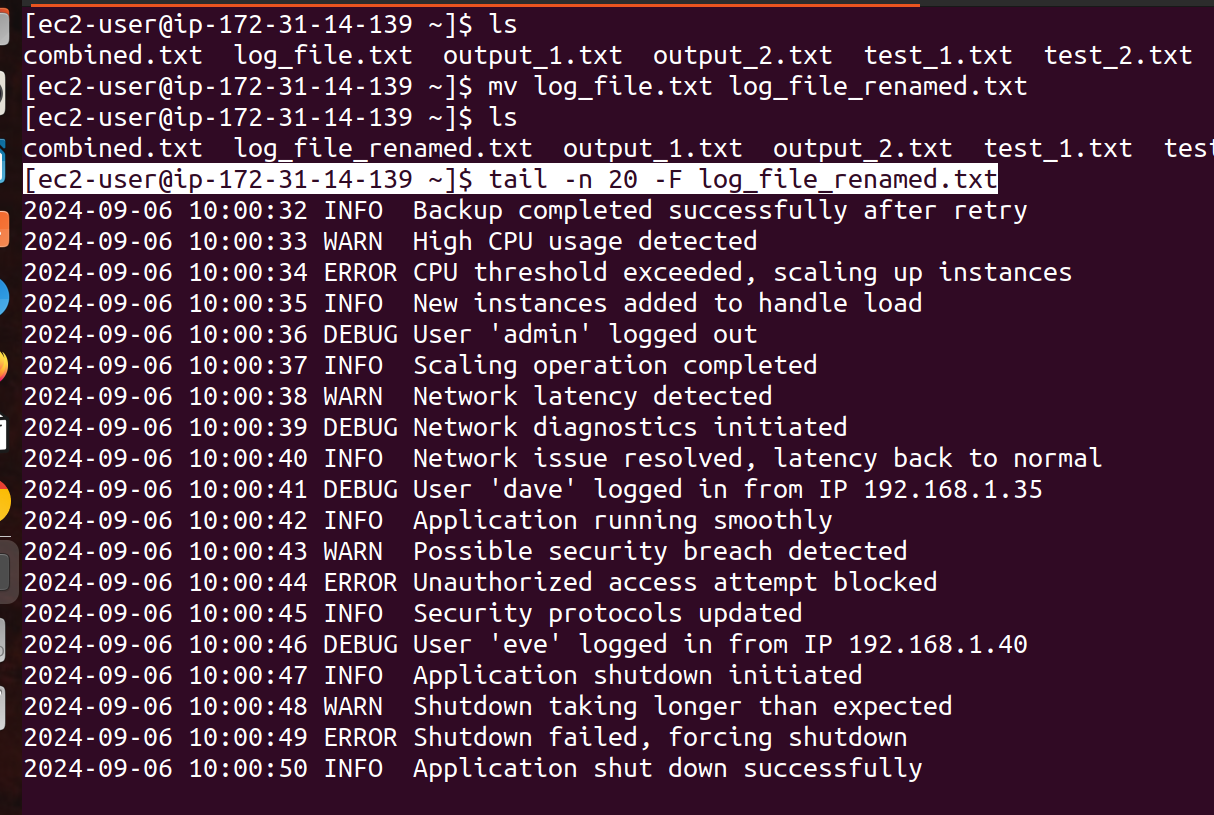 [ec2-user@ip-172-31-14-139 ~]$ ls
combined.txt  log_file.txt  output_1.txt  output_2.txt  test_1.txt  test_2.txt
[ec2-user@ip-172-31-14-139 ~]$ mv log_file.txt log_file_renamed.txt
[ec2-user@ip-172-31-14-139 ~]$ ls
combined.txt  log_file_renamed.txt  output_1.txt  output_2.txt  test_1.txt  test
[ec2-user@ip-172-31-14-139 ~]$ tail -n 20 -F log_file_renamed.txt
2024-09-06 10:00:32 INFO  Backup completed successfully after retry
2024-09-06 10:00:33 WARN  High CPU usage detected
2024-09-06 10:00:34 ERROR CPU threshold exceeded, scaling up instances
2024-09-06 10:00:35 INFO  New instances added to handle load
2024-09-06 10:00:36 DEBUG User 'admin' logged out
2024-09-06 10:00:37 INFO  Scaling operation completed
2024-09-06 10:00:38 WARN  Network latency detected
2024-09-06 10:00:39 DEBUG Network diagnostics initiated
2024-09-06 10:00:40 INFO  Network issue resolved, latency back to normal
2024-09-06 10:00:41 DEBUG User 'dave' logged in from IP 192.168.1.35
2024-09-06 10:00:42 INFO  Application running smoothly
2024-09-06 10:00:43 WARN  Possible security breach detected
2024-09-06 10:00:44 ERROR Unauthorized access attempt blocked
2024-09-06 10:00:45 INFO  Security protocols updated
2024-09-06 10:00:46 DEBUG User 'eve' logged in from IP 192.168.1.40
2024-09-06 10:00:47 INFO  Application shutdown initiated
2024-09-06 10:00:48 WARN  Shutdown taking longer than expected
2024-09-06 10:00:49 ERROR Shutdown failed, forcing shutdown
2024-09-06 10:00:50 INFO  Application shut down successfully